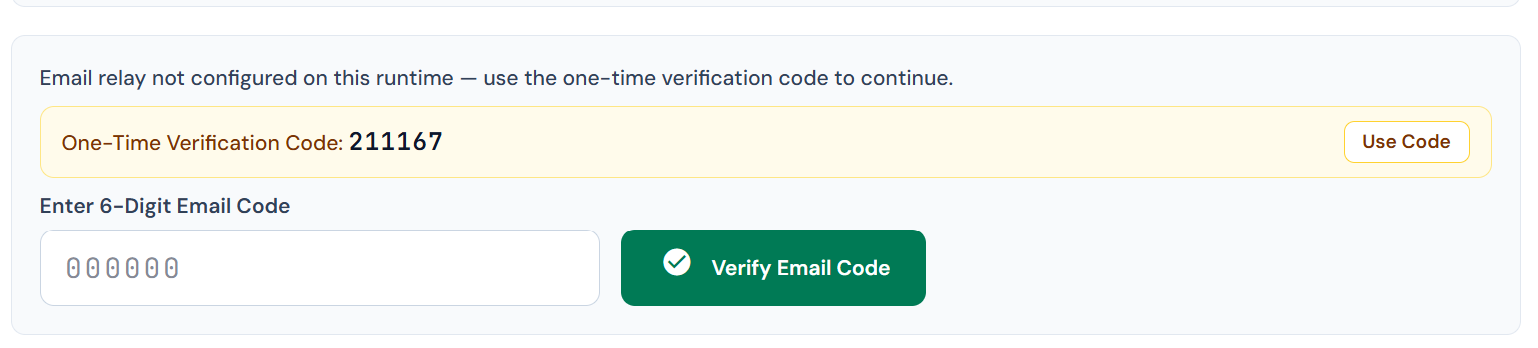 Email relay not configured on this runtime — use the one-time verification code to continue.
One-Time Verification Code: 211167
Use Code
Enter 6-Digit Email Code
000000
Verify Email Code